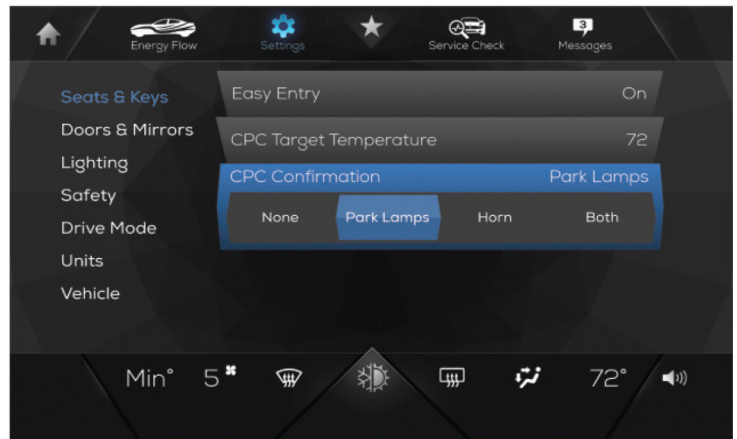 3
Energy Flow
Settings
Service Check
Messages
Seats & Keys
Doors & Mirrors
Lighting
Safety
Drive Mode
Units
Vehicle
Easy Entry On
CPC Target Temperature 72
CPC Confirmation Park Lamps
None Park Lamps Horn Both
Min° 5 72°